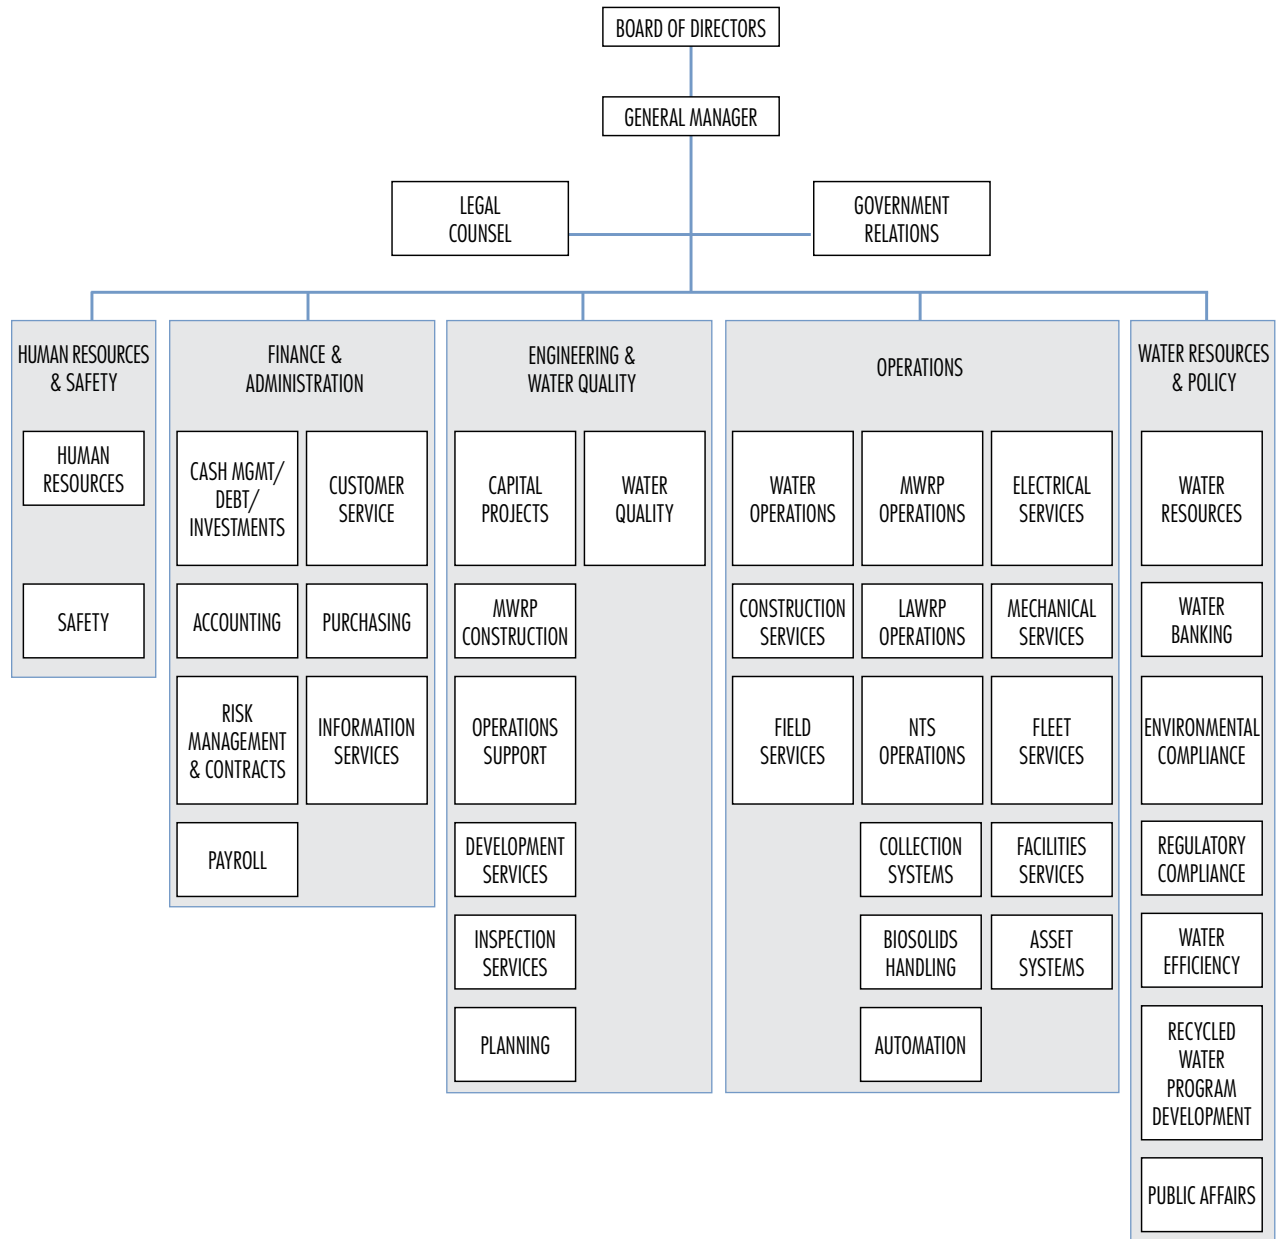 BOARD OF DIRECTORS
GENERAL MANAGER
LEGAL
COUNSEL
GOVERNMENT
RELATIONS
HUMAN RESOURCES
& SAFETY
HUMAN
RESOURCES
SAFETY
FINANCE &
ADMINISTRATION
CASH MGMT/
DEBT/
INVESTMENTS
CUSTOMER
SERVICE
ACCOUNTING
PURCHASING
RISK
MANAGEMENT
& CONTRACTS
INFORMATION
SERVICES
PAYROLL
ENGINEERING &
WATER QUALITY
CAPITAL
PROJECTS
WATER
QUALITY
MWRP
CONSTRUCTION
OPERATIONS
SUPPORT
DEVELOPMENT
SERVICES
INSPECTION
SERVICES
PLANNING
OPERATIONS
WATER
OPERATIONS
MWRP
OPERATIONS
ELECTRICAL
SERVICES
CONSTRUCTION
SERVICES
LAWRP
OPERATIONS
MECHANICAL
SERVICES
FIELD
SERVICES
NTS
OPERATIONS
FLEET
SERVICES
COLLECTION
SYSTEMS
FACILITIES
SERVICES
BIOSOLIDS
HANDLING
ASSET
SYSTEMS
AUTOMATION
WATER RESOURCES
& POLICY
WATER
RESOURCES
WATER
BANKING
ENVIRONMENTAL
COMPLIANCE
REGULATORY
COMPLIANCE
WATER
EFFICIENCY
RECYCLED
WATER
PROGRAM
DEVELOPMENT
PUBLIC AFFAIRS